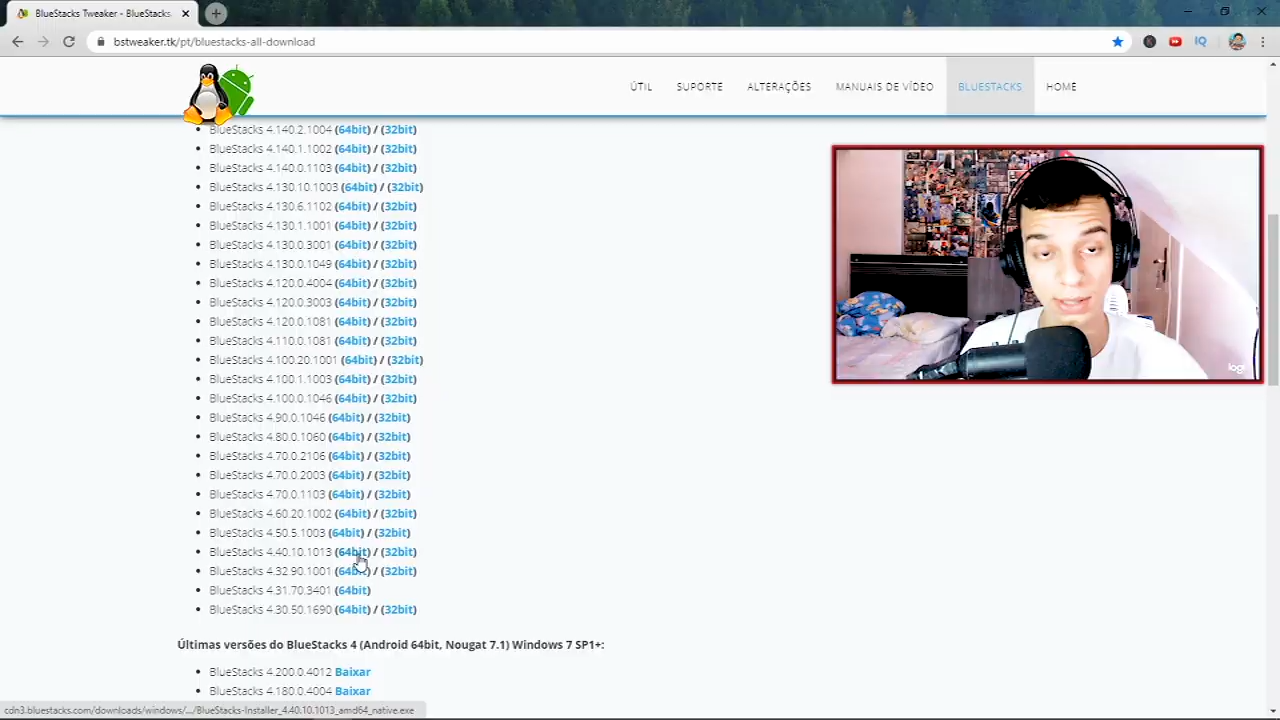 BlueStacks Tweaker - BlueStacks
bstweaker.tk/pt/bluestacks-all-download
ÚTIL SUPORTE ALTERAÇÕES MANUAIS DE VÍDEO BLUESTACKS HOME
BlueStacks 4.140.2.1004 (64bit) / (32bit)
BlueStacks 4.140.1.1002 (64bit) / (32bit)
BlueStacks 4.140.0.1103 (64bit) / (32bit)
BlueStacks 4.130.10.1003 (64bit) / (32bit)
BlueStacks 4.130.6.1102 (64bit) / (32bit)
BlueStacks 4.130.1.1001 (64bit) / (32bit)
BlueStacks 4.130.0.3001 (64bit) / (32bit)
BlueStacks 4.130.0.1049 (64bit) / (32bit)
BlueStacks 4.120.0.4004 (64bit) / (32bit)
BlueStacks 4.120.0.3003 (64bit) / (32bit)
BlueStacks 4.120.0.1081 (64bit) / (32bit)
BlueStacks 4.110.0.1081 (64bit) / (32bit)
BlueStacks 4.100.20.1001 (64bit) / (32bit)
BlueStacks 4.100.1.1003 (64bit) / (32bit)
BlueStacks 4.100.0.1046 (64bit) / (32bit)
BlueStacks 4.90.0.1046 (64bit) / (32bit)
BlueStacks 4.80.0.1060 (64bit) / (32bit)
BlueStacks 4.70.0.2106 (64bit) / (32bit)
BlueStacks 4.70.0.2003 (64bit) / (32bit)
BlueStacks 4.70.0.1103 (64bit) / (32bit)
BlueStacks 4.60.20.1002 (64bit) / (32bit)
BlueStacks 4.50.5.1003 (64bit) / (32bit)
BlueStacks 4.40.10.1013 (64bit) / (32bit)
BlueStacks 4.32.90.1001 (64bit) / (32bit)
BlueStacks 4.31.70.3401 (64bit)
BlueStacks 4.30.50.1690 (64bit) / (32bit)
Últimas versões do BlueStacks 4 (Android 64bit, Nougat 7.1) Windows 7 SP1+:
BlueStacks 4.200.0.4012 Baixar
BlueStacks 4.180.0.4004 Baixar
cdn3.bluestacks.com/downloads/windows/.../BlueStacks-Installer_4.40.10.1013_amd64_native.exe
logi
IQ
K